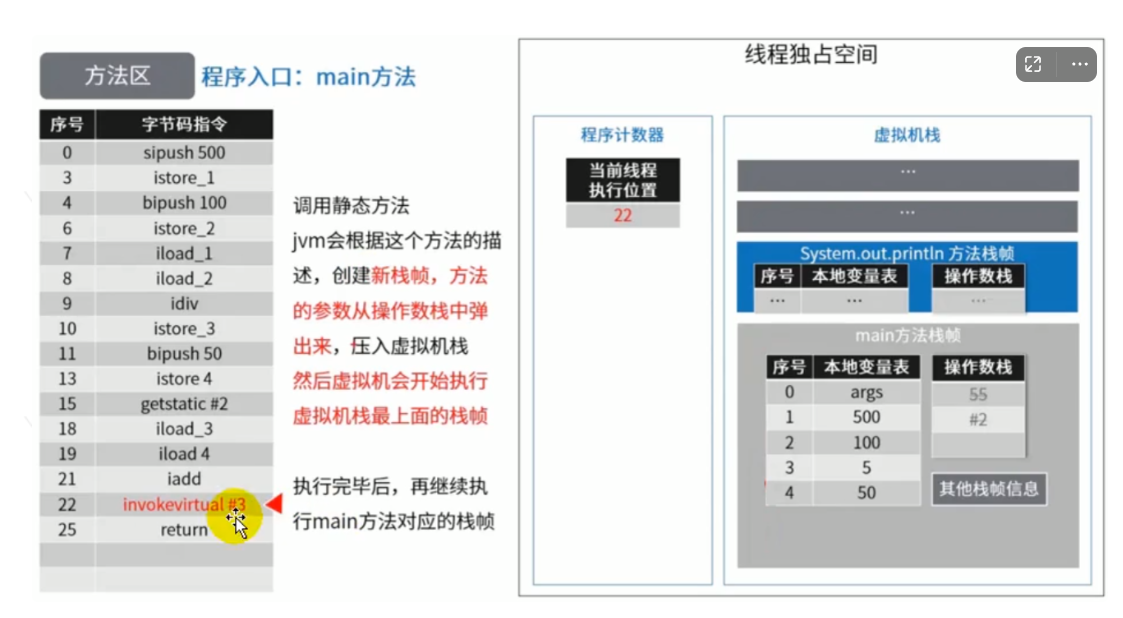 方法区 程序入口：main方法
序号 字节码指令
0 sipush 500
3 istore_1
4 bipush 100
6 istore_2
7 iload_1
8 iload_2
9 idiv
10 istore_3
11 bipush 50
13 istore 4
15 getstatic #2
18 iload_3
19 iload 4
21 iadd
22 invokevirtual #3
25 return
调用静态方法
jvm会根据这个方法的描
述，创建新栈帧，方法
的参数从操作数栈中弹
出来，压入虚拟机栈
然后虚拟机会开始执行
虚拟机栈最上面的栈帧
执行完毕后，再继续执
行main方法对应的栈帧
线程独占空间
程序计数器
当前线程
执行位置
22
虚拟机栈
...
...
System.out.println 方法栈帧
序号 本地变量表 操作数栈
... ... ...
main方法栈帧
序号 本地变量表 操作数栈
0 args 55
1 500 #2
2 100
3 5
4 50
其他栈帧信息